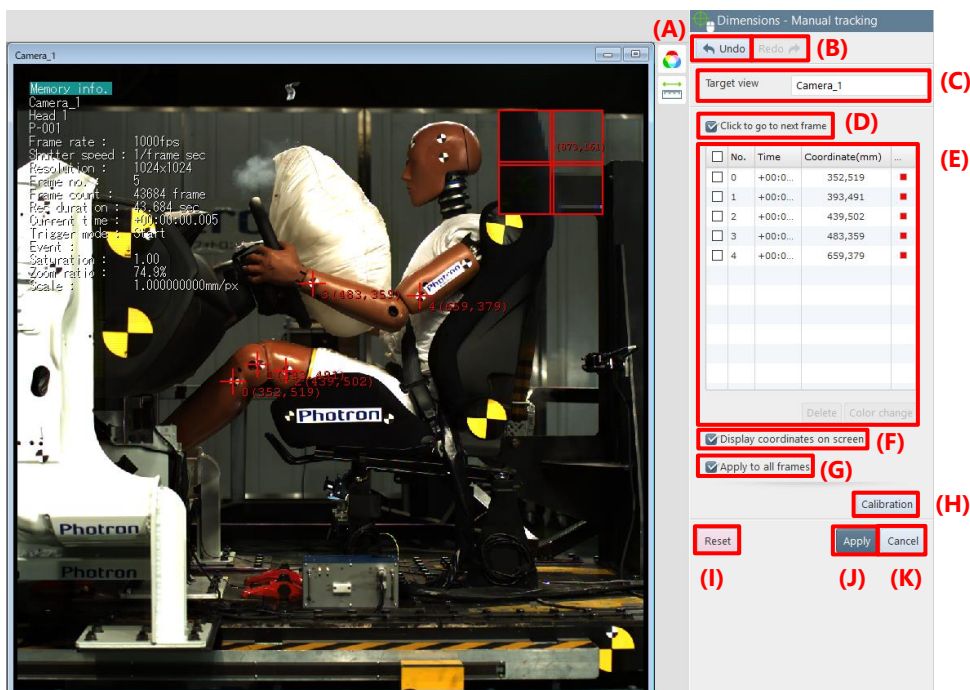 (A)
Dimensions - Manual tracking
Undo
Redo
(B)
Camera_1
Target view
Camera_1
(C)
Memory info.
Camera_1
Head 1
P-001
Frame rate : 1000fps
Shutter speed : 1/frame sec
Resolution : 1024x1024
Frame no. : 5
Frame count : 43684 frame
Rec duration : 43.684 sec
Current time : +00:00:00.005
Trigger mode : Start
Event :
Saturation : 1.00
Zoom ratio : 74.9%
Scale : 1.000000000mm/px
Click to go to next frame
(D)
(E)
No. Time Coordinate(mm) ...
0 +00:0... 352,519
1 +00:0... 393,491
2 +00:0... 439,502
3 +00:0... 483,359
4 +00:0... 659,379
Photron
3(483,359)
4(659,379)
2(439,502)
0(352,519)
Photron
Delete
Color change
Display coordinates on screen
(F)
Apply to all frames
(G)
Calibration
(H)
Photron
Reset
Apply
Cancel
Photron
(I)
(J)
(K)